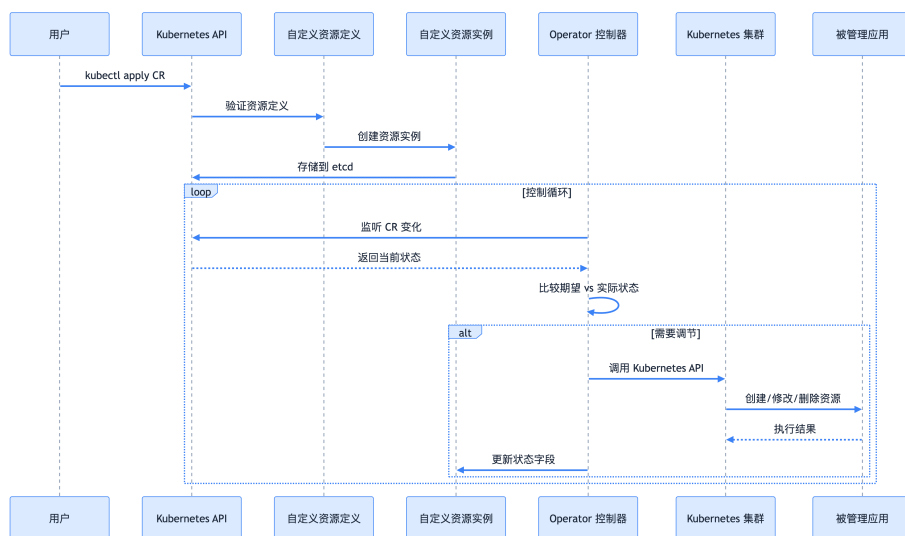 用户
Kubernetes API
自定义资源定义
自定义资源实例
Operator 控制器
Kubernetes 集群
被管理应用
kubectl apply CR
验证资源定义
创建资源实例
存储到 etcd
loop
[控制循环]
监听 CR 变化
返回当前状态
比较期望 vs 实际状态
alt
[需要调节]
调用 Kubernetes API
创建/修改/删除资源
执行结果
更新状态字段
用户
Kubernetes API
自定义资源定义
自定义资源实例
Operator 控制器
Kubernetes 集群
被管理应用